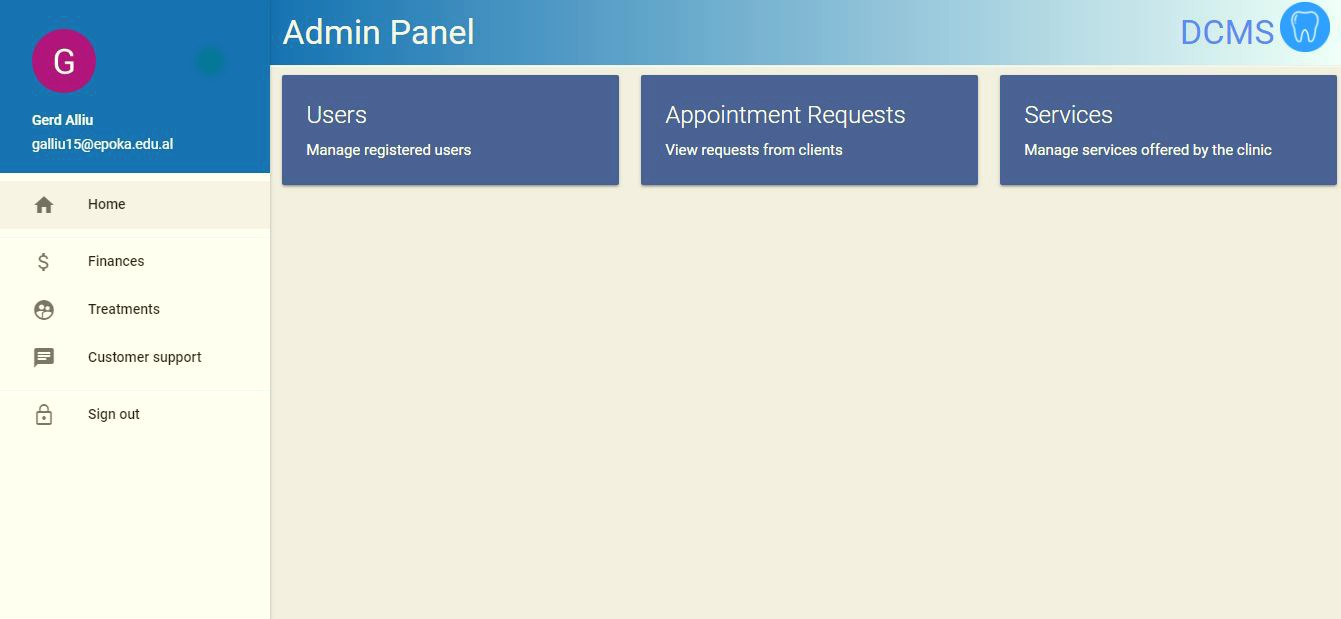 G
Gerd Alliu
galliu15@epoka.edu.al
Home
Finances
Treatments
Customer support
Sign out
Admin Panel
DCMS
Users
Manage registered users
Appointment Requests
View requests from clients
Services
Manage services offered by the clinic